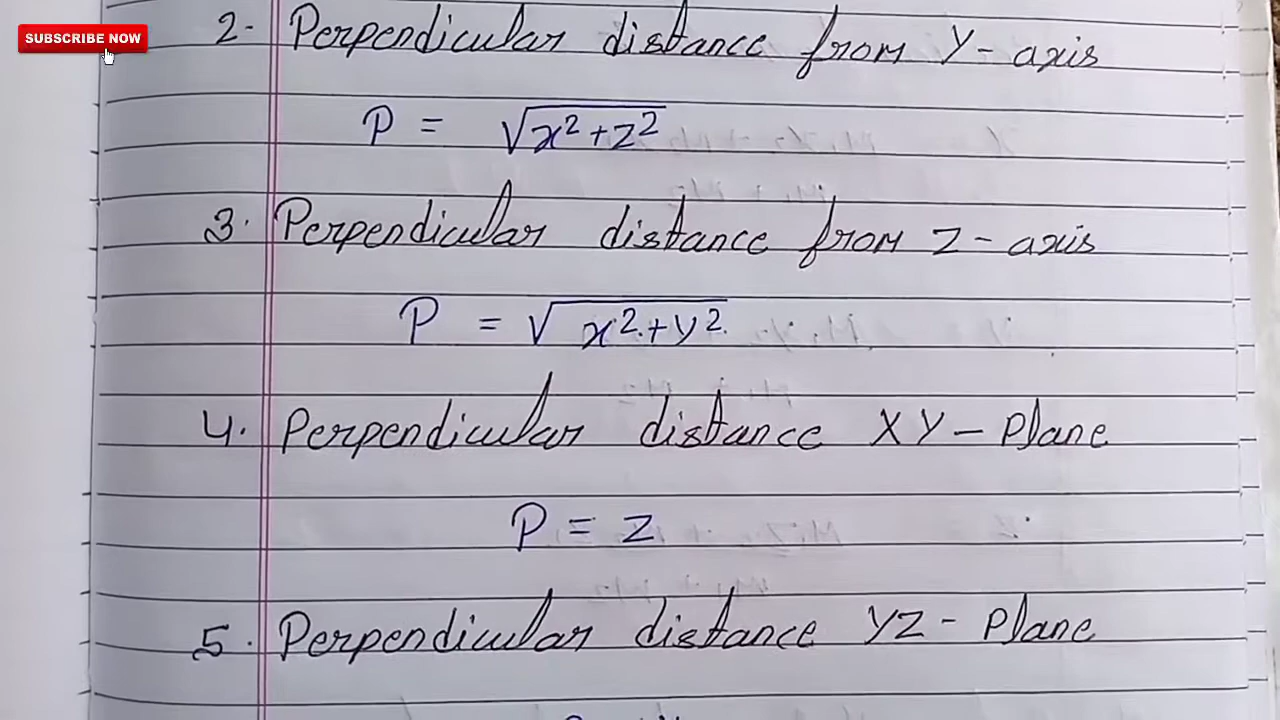 SUBSCRIBE NOW
2- Perpendicular distance from Y-axis
P = √x²+z²
3. Perpendicular distance from Z-axis
P = √x²+y²
4. Perpendicular distance XY-Plane
P = Z
5. Perpendicular distance YZ-Plane